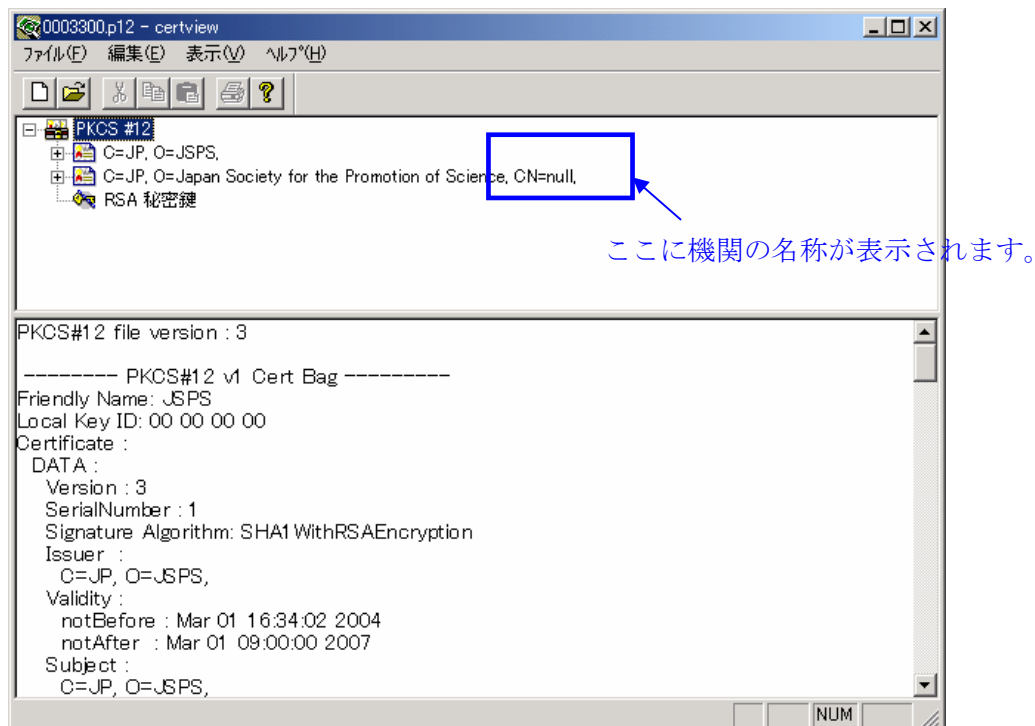 0003300.p12 - certview
ファイル(F) 編集(E) 表示(V) ヘルプ(H)
PKCS #12
C=JP, O=JSPS,
C=JP, O=Japan Society for the Promotion of Science, CN=null,
RSA 秘密鍵
ここに機関の名称が表示されます。
PKCS#12 file version : 3
-------- PKCS#12 v1 Cert Bag ---------
Friendly Name: JSPS
Local Key ID: 00 00 00 00
Certificate :
DATA :
Version : 3
SerialNumber : 1
Signature Algorithm: SHA1WithRSAEncryption
Issuer :
C=JP, O=JSPS,
Validity :
notBefore : Mar 01 16:34:02 2004
notAfter : Mar 01 09:00:00 2007
Subject :
C=JP, O=JSPS,
NUM